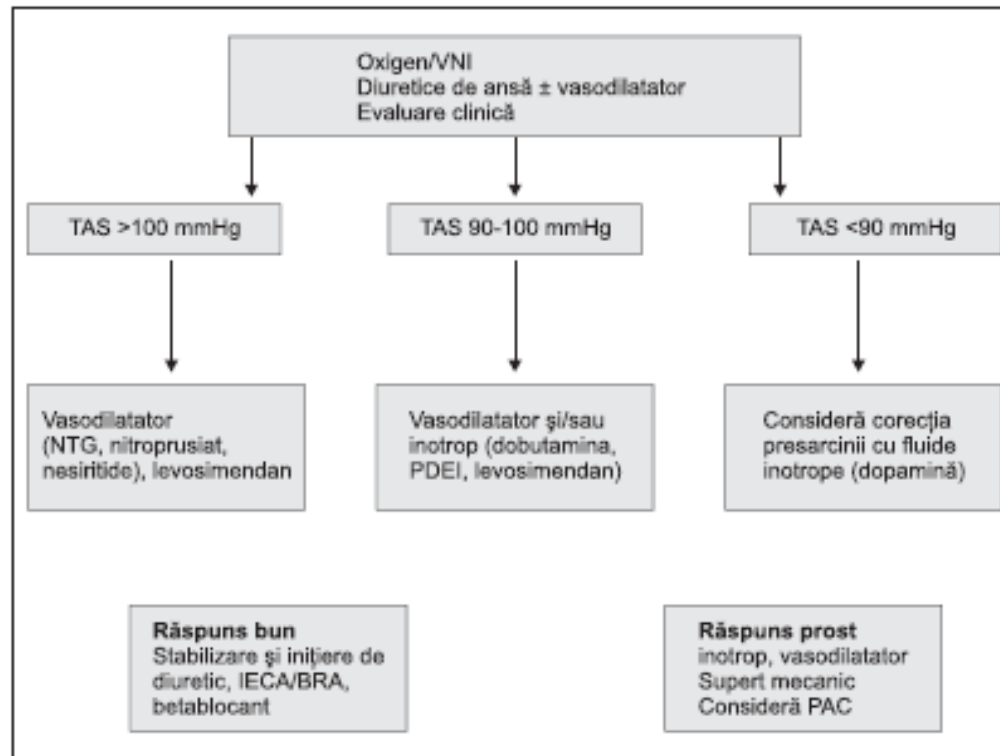 Oxigen/VNI
Diuretice de ansă ± vasodilatator
Evaluare clinică
TAS >100 mmHg
TAS 90-100 mmHg
TAS <90 mmHg
Vasodilatator
(NTG, nitroprusiat,
nesiritide), levosimendan
Vasodilatator şi/sau
inotrop (dobutamina,
PDEI, levosimendan)
Consideră corecția
presarcinii cu fluide
inotrope (dopamină)
Răspuns bun
Stabilizare şi inițiere de
diuretic, IECA/BRA,
betablocant
Răspuns prost
inotrop, vasodilatator
Supert mecanic
Consideră PAC